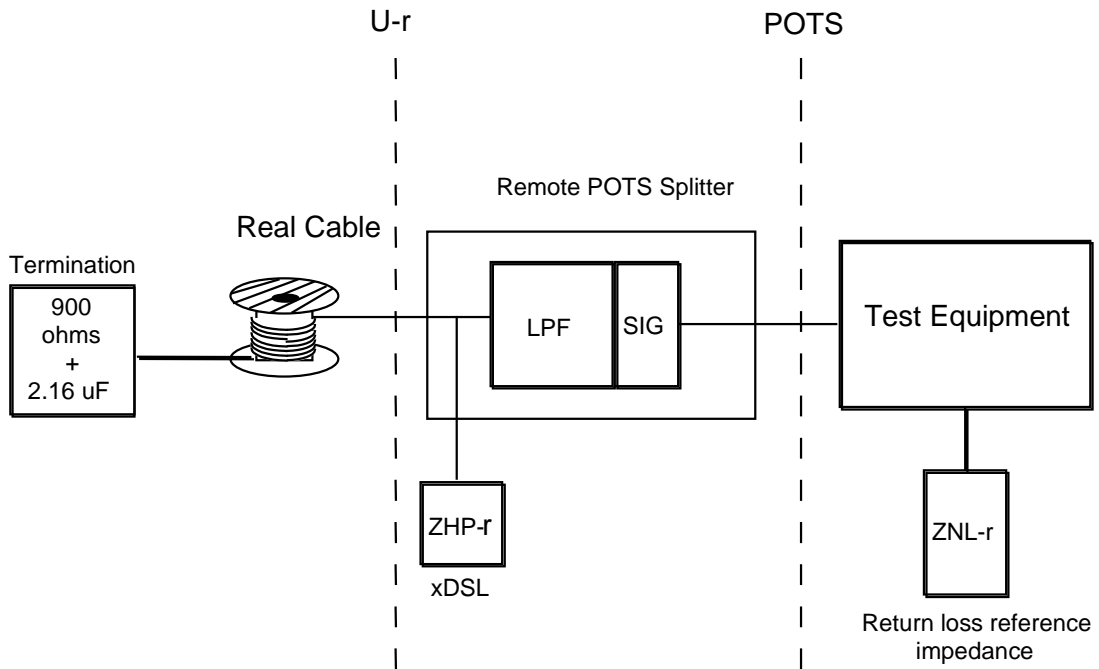 U-r
POTS
Remote POTS Splitter
Real Cable
Termination
900
ohms
+
2.16 uF
LPF
SIG
Test Equipment
ZHP-r
xDSL
ZNL-r
Return loss reference
impedance